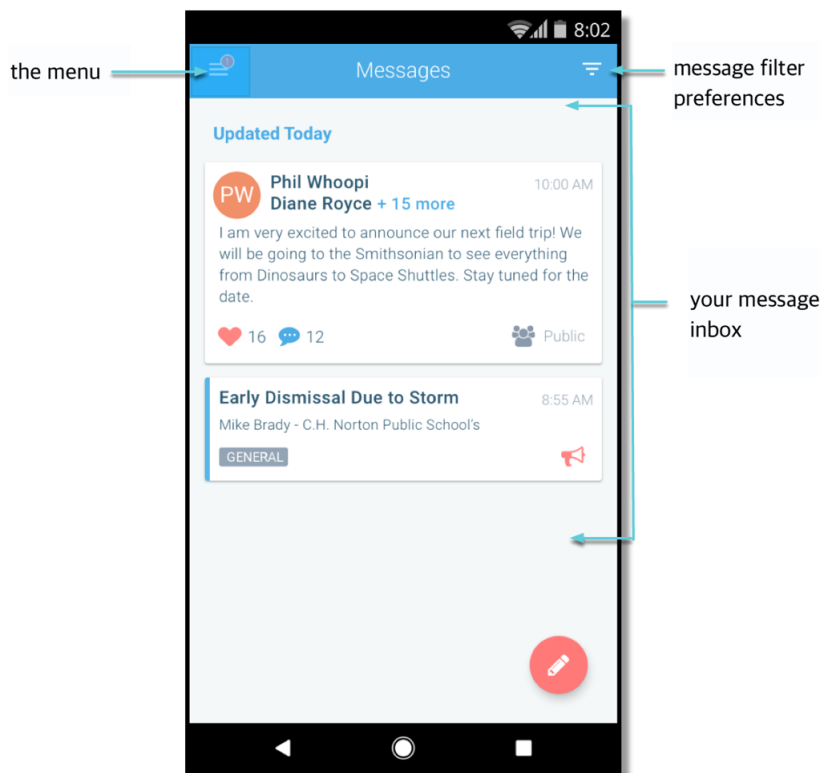 8:02
the menu
1
Messages
message filter
preferences
Updated Today
PW
Phil Whoopi
10:00 AM
Diane Royce + 15 more
I am very excited to announce our next field trip! We
will be going to the Smithsonian to see everything
from Dinosaurs to Space Shuttles. Stay tuned for the
date.
16
12
Public
your message
inbox
Early Dismissal Due to Storm
8:55 AM
Mike Brady - C.H. Norton Public School's
GENERAL